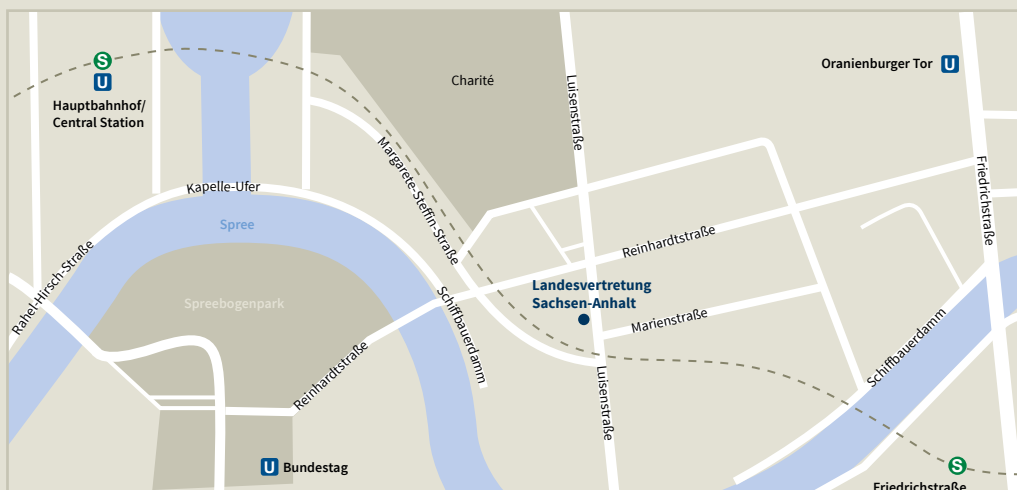 S
U
Hauptbahnhof/
Central Station
Charité
Luisenstraße
Oranienburger Tor U
Margarete-Steffin-Straße
Kapelle-Ufer
Spree
Friedrichstraße
Rahel-Hirsch-Straße
Reinhardtstraße
Spreebogenpark
Landesvertretung
Sachsen-Anhalt
Schiffbauerdamm
Marienstraße
Schiffbauerdamm
Reinhardtstraße
Luisenstraße
U Bundestag
S
Friedrichstraße